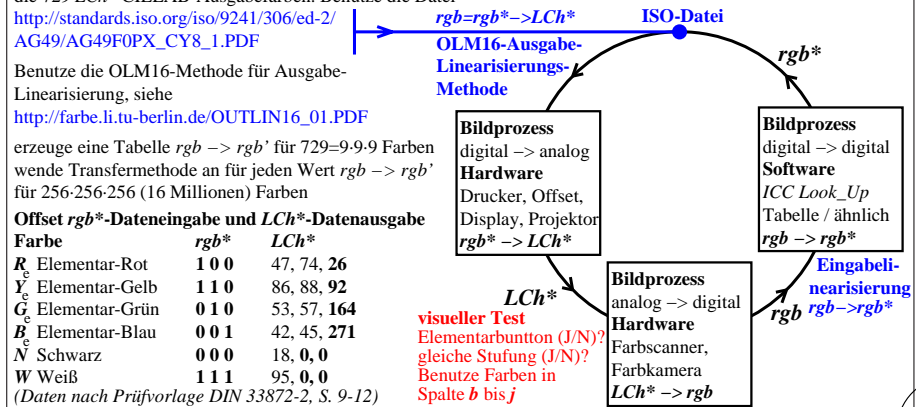 die 729 LCh* CIELAB-Ausgabefarben. Benutze die Datei
http://standards.iso.org/iso/9241/306/ed-2/
AG49/AG49F0PX_CY8_1.PDF
Benutze die OLM16-Methode für Ausgabe-
Linearisierung, siehe
http://farbe.li.tu-berlin.de/OUTLIN16_01.PDF
erzeuge eine Tabelle rgb –> rgb’ für 729=9·9·9 Farben
wende Transfermethode an für jeden Wert rgb –> rgb’
für 256·256·256 (16 Millionen) Farben
Offset rgb*-Dateneingabe und LCh*-Datenausgabe
Farbe rgb* LCh*
Re Elementar-Rot 1 0 0 47, 74, 26
Ye Elementar-Gelb 1 1 0 86, 88, 92
Ge Elementar-Grün 0 1 0 53, 57, 164
Be Elementar-Blau 0 0 1 42, 45, 271
N Schwarz 0 0 0 18, 0, 0
W Weiß 1 1 1 95, 0, 0
(Daten nach Prüfvorlage DIN 33872-2, S. 9-12)
rgb=rgb*->LCh*
OLM16-Ausgabe-
Linearisierungs-
Methode
ISO-Datei
rgb*
Bildprozess
digital –> analog
Hardware
Drucker, Offset,
Display, Projektor
rgb* -> LCh*
Bildprozess
digital –> digital
Software
ICC Look_Up
Tabelle / ähnlich
rgb –> rgb*
LCh*
visueller Test
Elementarbuntton (J/N)?
gleiche Stufung (J/N)?
Benutze Farben in
Spalte b bis j
Bildprozess
analog –> digital
Hardware
Farbscanner,
Farbkamera
LCh* –> rgb
rgb
Eingabeli-
nearisierung
rgb–>rgb*